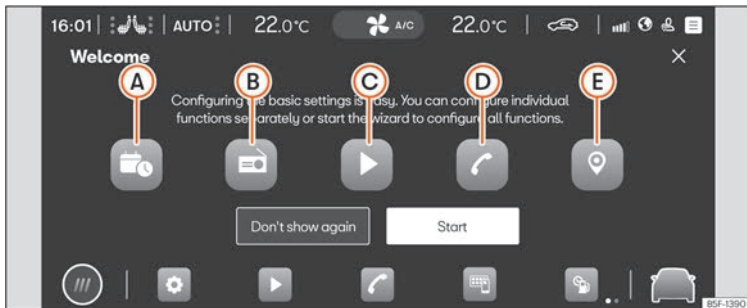 16:01 AUTO 22.0°C A/C 22.0°C
Welcome
A B C D E
Configuring the basic settings is easy. You can configure individual
functions separately or start the wizard to configure all functions.
Don't show again Start
B5F-1390